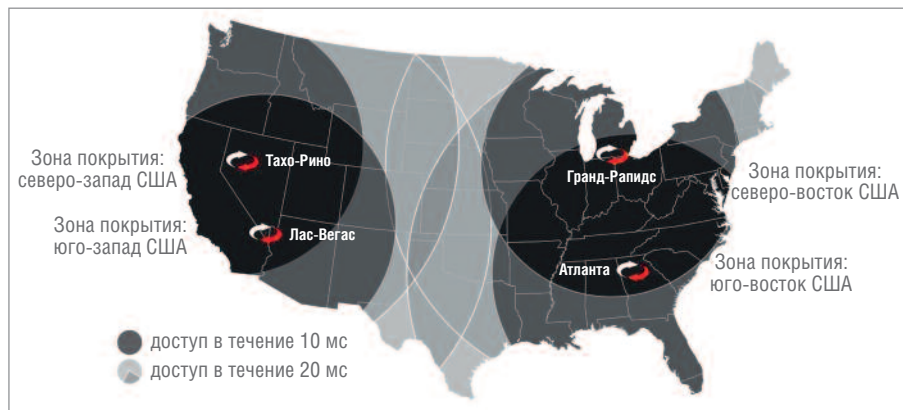 Зона покрытия:
северо-запад США
Тахо-Рино
Зона покрытия:
юго-запад США
Лас-Вегас
Гранд-Рапидс
Зона покрытия:
северо-восток США
Атланта
Зона покрытия:
юго-восток США
доступ в течение 10 мс
доступ в течение 20 мс